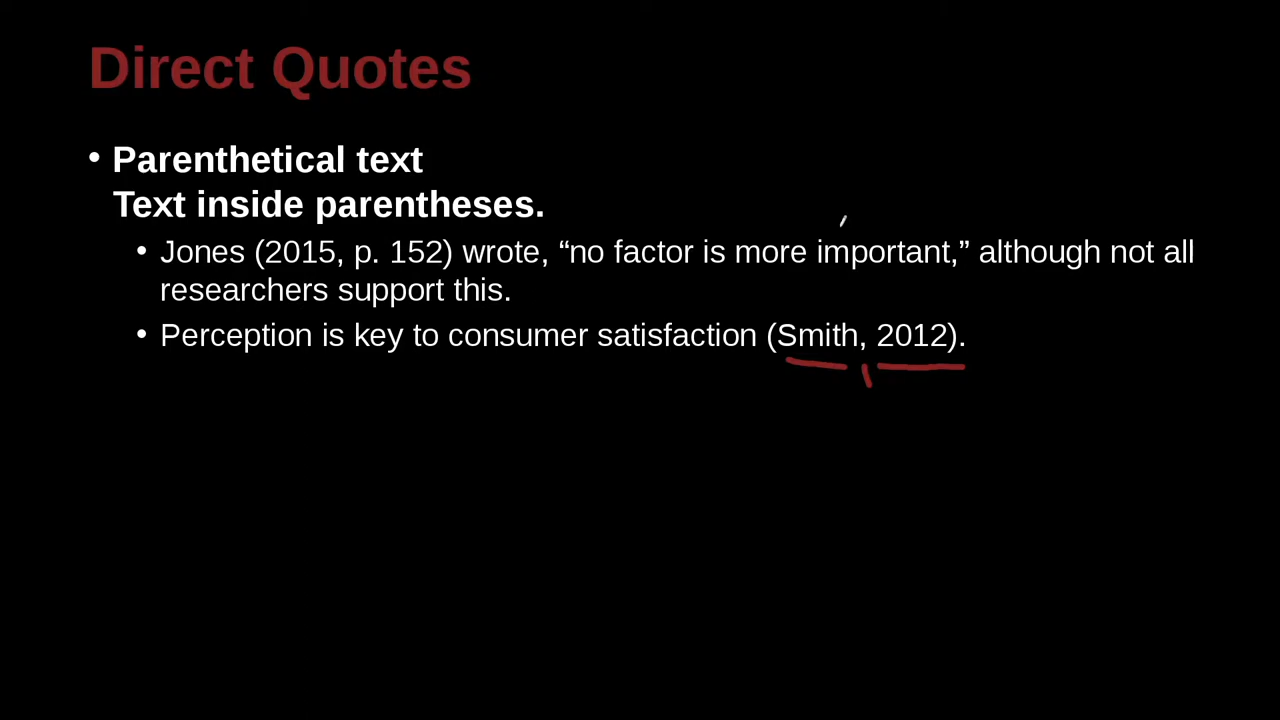 Direct Quotes
• Parenthetical text
Text inside parentheses.
• Jones (2015, p. 152) wrote, “no factor is more important,” although not all
researchers support this.
• Perception is key to consumer satisfaction (Smith, 2012).